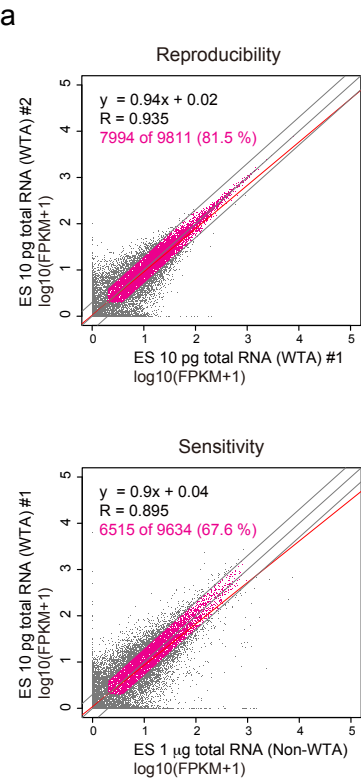 a
Reproducibility
ES 10 pg total RNA (WTA) #2
log10(FPKM+1)
5
4
3
2
1
0
y = 0.94x + 0.02
R = 0.935
7994 of 9811 (81.5 %)
0 1 2 3 4 5
ES 10 pg total RNA (WTA) #1
log10(FPKM+1)
Sensitivity
ES 10 pg total RNA (WTA) #1
log10(FPKM+1)
5
4
3
2
1
0
y = 0.9x + 0.04
R = 0.895
6515 of 9634 (67.6 %)
0 1 2 3 4 5
ES 1 μg total RNA (Non-WTA)
log10(FPKM+1)